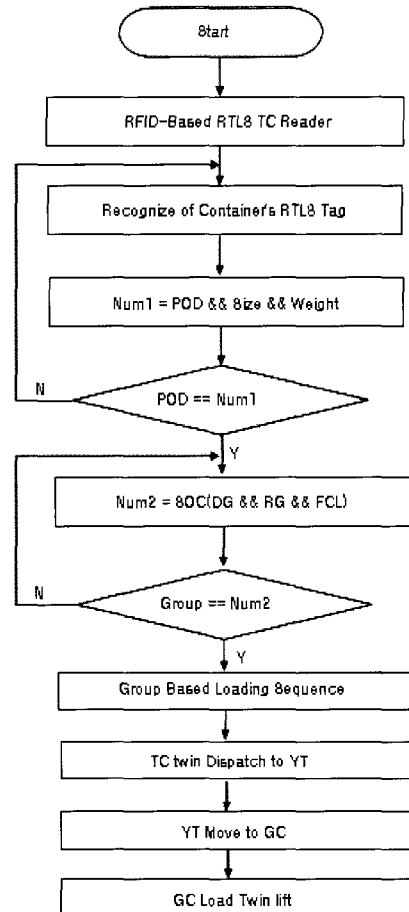 8tart
RFID-Based RTL8 TC Reader
Recognize of Container's RTL8 Tag
Num1 = POD && 8ize && Weight
N
POD == Num1
Y
Num2 = 8OC(DG && RG && FCL)
N
Group == Num2
Y
Group Based Loading 8equence
TC twin Dispatch to YT
YT Move to GC
GC Load Twin lift